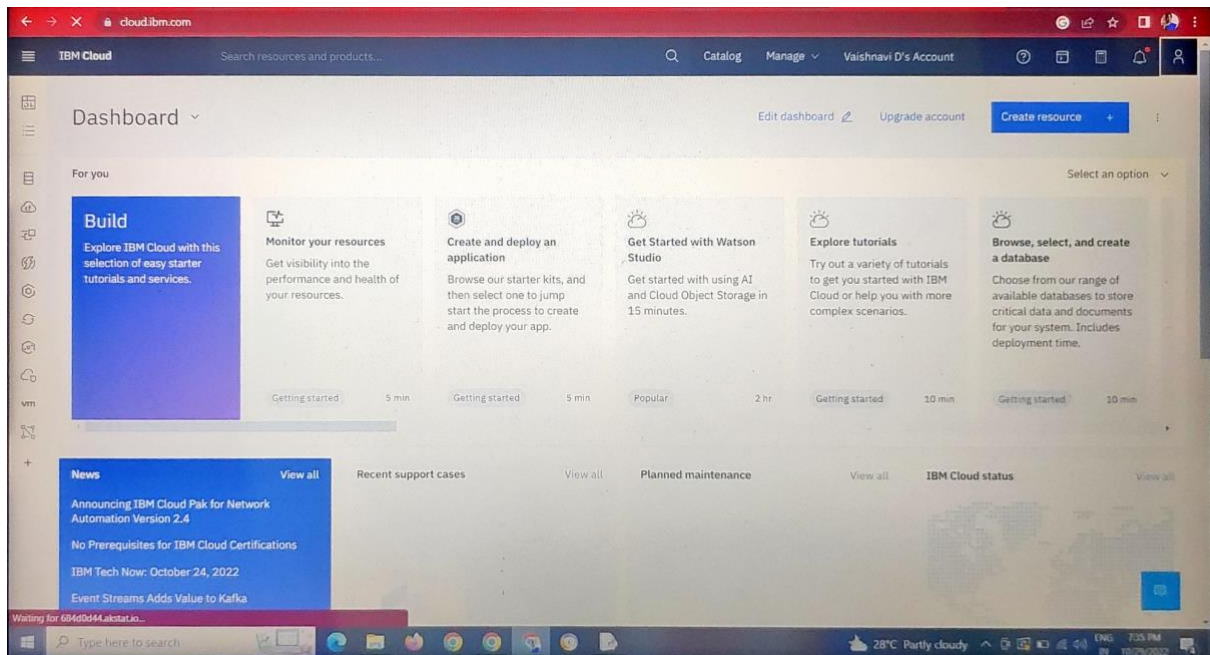 cloud.ibm.com
IBM Cloud
Search resources and products...
Catalog
Manage
Vaishnavi D's Account
Dashboard
Edit dashboard
Upgrade account
Create resource +
For you
Select an option
Build
Explore IBM Cloud with this
selection of easy starter
tutorials and services.
Monitor your resources
Get visibility into the
performance and health of
your resources.
Getting started
5 min
Create and deploy an
application
Browse our starter kits, and
then select one to jump
start the process to create
and deploy your app.
Getting started
5 min
Get Started with Watson
Studio
Get started with using AI
and Cloud Object Storage in
15 minutes.
Popular
2 hr
Explore tutorials
Try out a variety of tutorials
to get you started with IBM
Cloud or help you with more
complex scenarios.
Getting started
10 min
Browse, select, and create
a database
Choose from our range of
available databases to store
critical data and documents
for your system. Includes
deployment time.
Getting started
10 min
vm
News
View all
Announcing IBM Cloud Pak for Network
Automation Version 2.4
No Prerequisites for IBM Cloud Certifications
IBM Tech Now: October 24, 2022
Event Streams Adds Value to Kafka
Recent support cases
View all
Planned maintenance
View all
IBM Cloud status
View all
Waiting for 684d0d44.akstat.io...
Type here to search
28°C Partly cloudy
ENG
IN
7:35 PM
10/29/2022